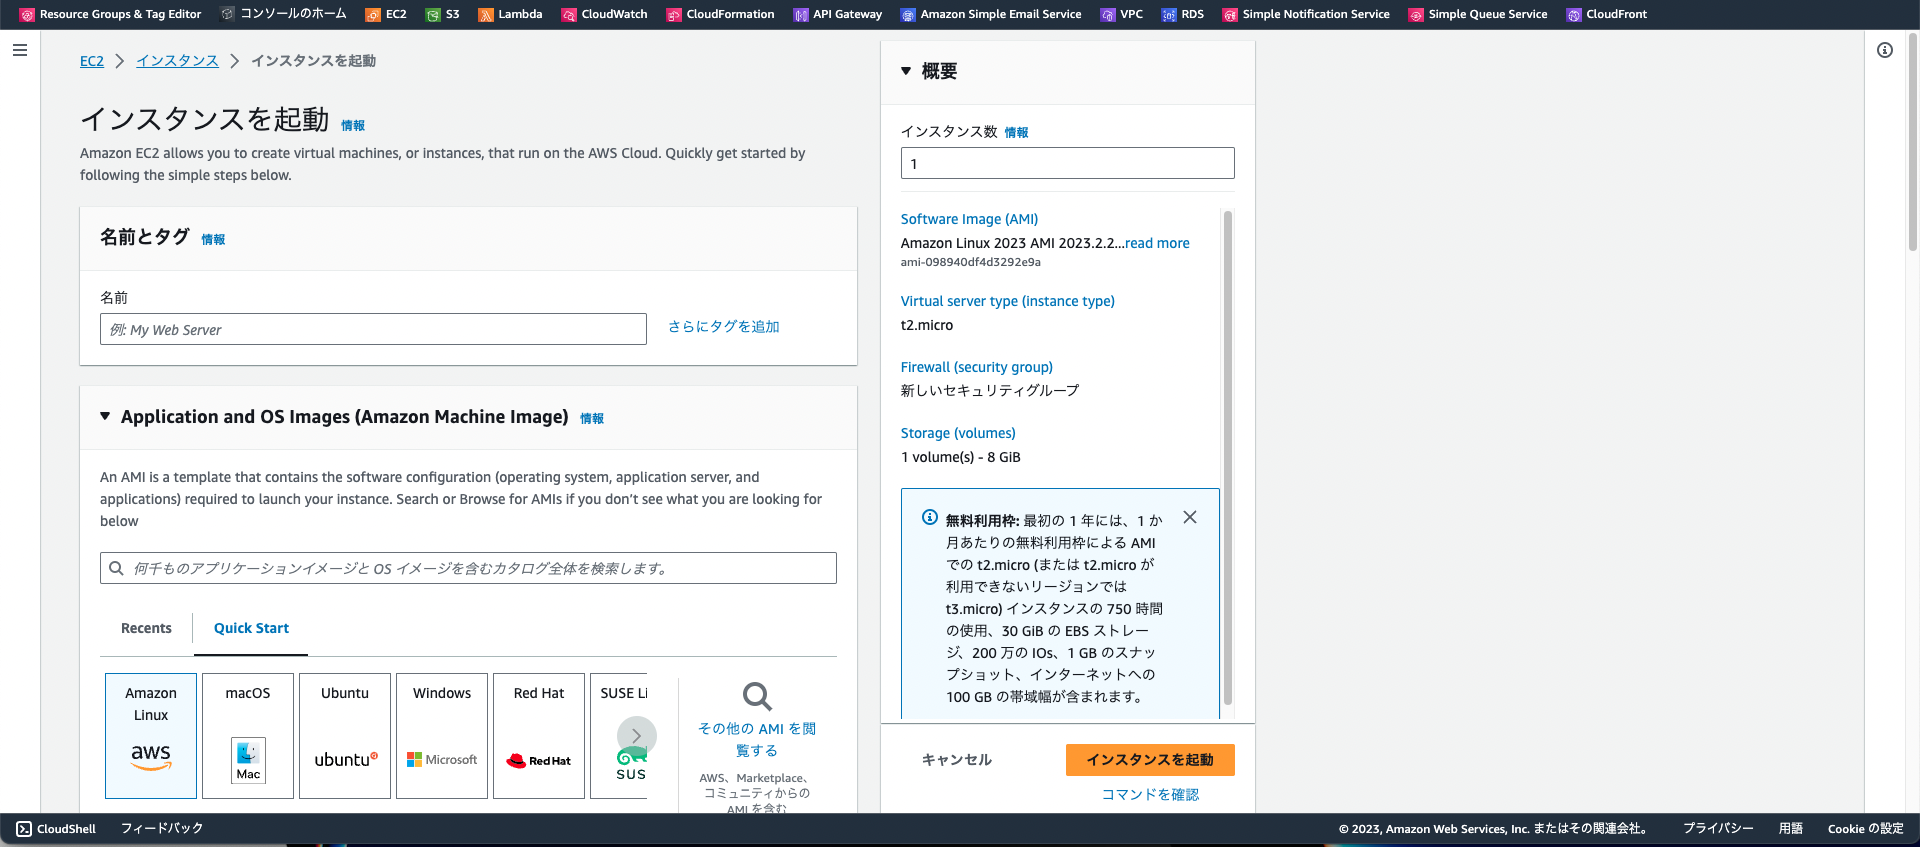 Resource Groups & Tag Editor コンソールのホーム EC2 S3 Lambda CloudWatch CloudFormation API Gateway Amazon Simple Email Service VPC RDS Simple Notification Service Simple Queue Service CloudFront
EC2 インスタンス インスタンスを起動
インスタンスを起動 情報
Amazon EC2 allows you to create virtual machines, or instances, that run on the AWS Cloud. Quickly get started by
following the simple steps below.
名前とタグ 情報
名前
例: My Web Server
さらにタグを追加
Application and OS Images (Amazon Machine Image) 情報
An AMI is a template that contains the software configuration (operating system, application server, and
applications) required to launch your instance. Search or Browse for AMIs if you don't see what you are looking for
below
何千ものアプリケーションイメージと OS イメージを含むカタログ全体を検索します。
Recents Quick Start
Amazon
Linux
aws
macOS
Mac
Ubuntu
ubuntu
Windows
Microsoft
Red Hat
Red Hat
SUSE Li
SUS
その他の AMI を閲
覧する
AWS、Marketplace、
コミュニティからの
AMI を含む
概要
インスタンス数 情報
1
Software Image (AMI)
Amazon Linux 2023 AMI 2023.2.2...read more
ami-098940df4d3292e9a
Virtual server type (instance type)
t2.micro
Firewall (security group)
新しいセキュリティグループ
Storage (volumes)
1 volume(s) - 8 GiB
無料利用枠: 最初の 1 年には、1 か
月あたりの無料利用枠による AMI
での t2.micro (または t2.micro が
利用できないリージョンでは
t3.micro) インスタンスの 750 時間
の使用、30 GiB の EBS ストレー
ジ、200 万の IOs、1 GB のスナッ
プショット、インターネットへの
100 GB の帯域幅が含まれます。
キャンセル
インスタンスを起動
コマンドを確認
CloudShell フィードバック
© 2023, Amazon Web Services, Inc. またはその関連会社。 プライバシー 用語 Cookie の設定